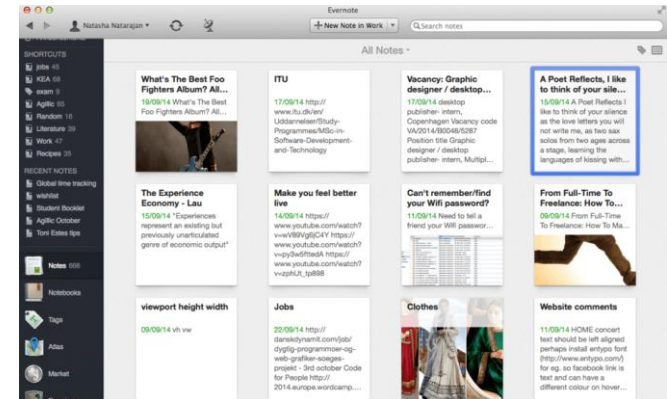 Evernote
Natasha Natarajan
New Note in Work
Search notes
All Notes
SHORTCUTS
jobs 45
KEA 68
exam 9
Agillic 65
Random 18
Literature 39
Work 47
Recipes 35
RECENT NOTES
Global time tracking
wishlist
Student Booklet
Agillic October
Toni Estes tips
Notes 868
Notebooks
Tags
Atlas
Market
What's The Best Foo
Fighters Album? All...
19/09/14 What's The Best
Foo Fighters Album? All...
ITU
17/09/14 http://
www.itu.dk/en/
Uddannelser/Study-
Programmes/MSc-in-
Software-Development-
and-Technology
Vacancy: Graphic
designer / desktop...
17/09/14 desktop
publisher- intern,
Copenhagen Vacancy code
VA/2014/B0048/5267
Position title Graphic
designer / desktop
publisher- intern, Multipl...
A Poet Reflects, I like
to think of your sile...
15/09/14 A Poet Reflects I
like to think of your silence
as the love letters you will
not write me, as two sax
solos from two ages across
a stage, learning the
languages of kissing with...
The Experience
Economy - Lau
15/09/14 "Experiences
represent an existing but
previously unarticulated
genre of economic output"
Make you feel better
live
14/09/14 https://
www.youtube.com/watch?
https://
www.youtube.com/watch?
https://
www.youtube.com/watch?
v=zphUt_tp898
Can't remember/find
your Wifi password?
11/09/14 Need to tell a
friend your Wifi passwor...
From Full-Time To
Freelance: How To...
09/09/14 From Full-Time
To Freelance: How To Ma...
viewport height width
09/09/14 vh vw
Jobs
22/09/14 http://
danskdynamit.com/job/
dygtig-programmoer-og-
web-grafiker-soeges-
projekt - 3rd october Code
for People http://
2014.europe.wordcamp....
Clothes
Website comments
11/09/14 HOME concert
text should be left aligned
perhaps install entypo font
(http://www.entypo.com/)
for eg. so facebook link is
text and can have a
different colour on hover...